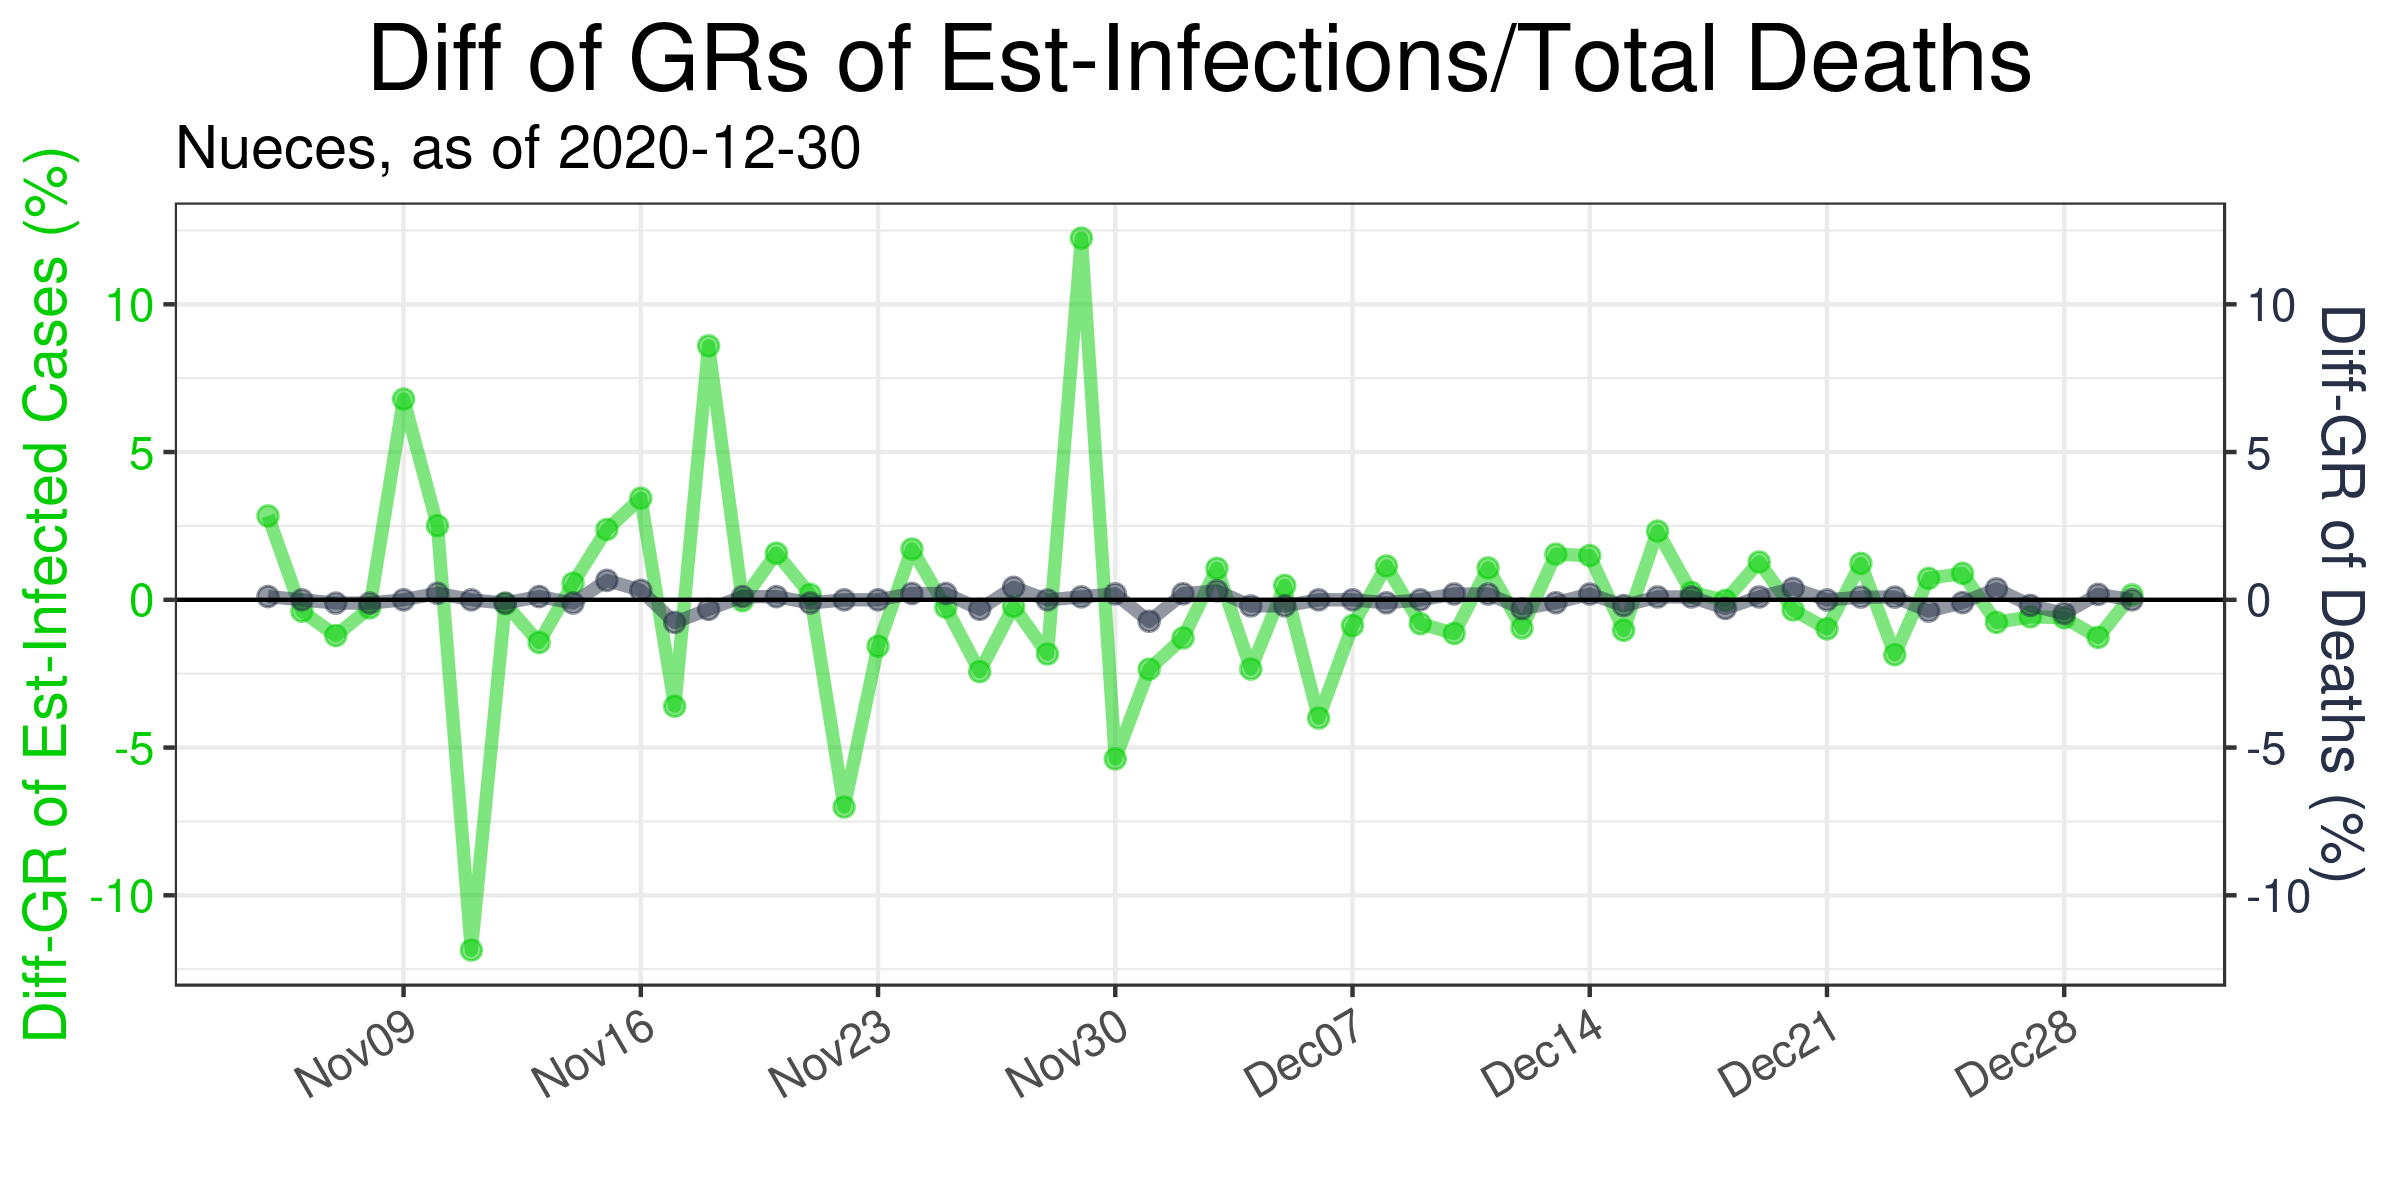 Diff of GRs of Est-Infections/Total Deaths
Nueces, as of 2020-12-30
Diff-GR of Est-Infected Cases (%)
10
5
0
-5
-10
10
5
0
-5
-10
Diff-GR of Deaths (%)
Nov09
Nov16
Nov23
Nov30
Dec07
Dec14
Dec21
Dec28